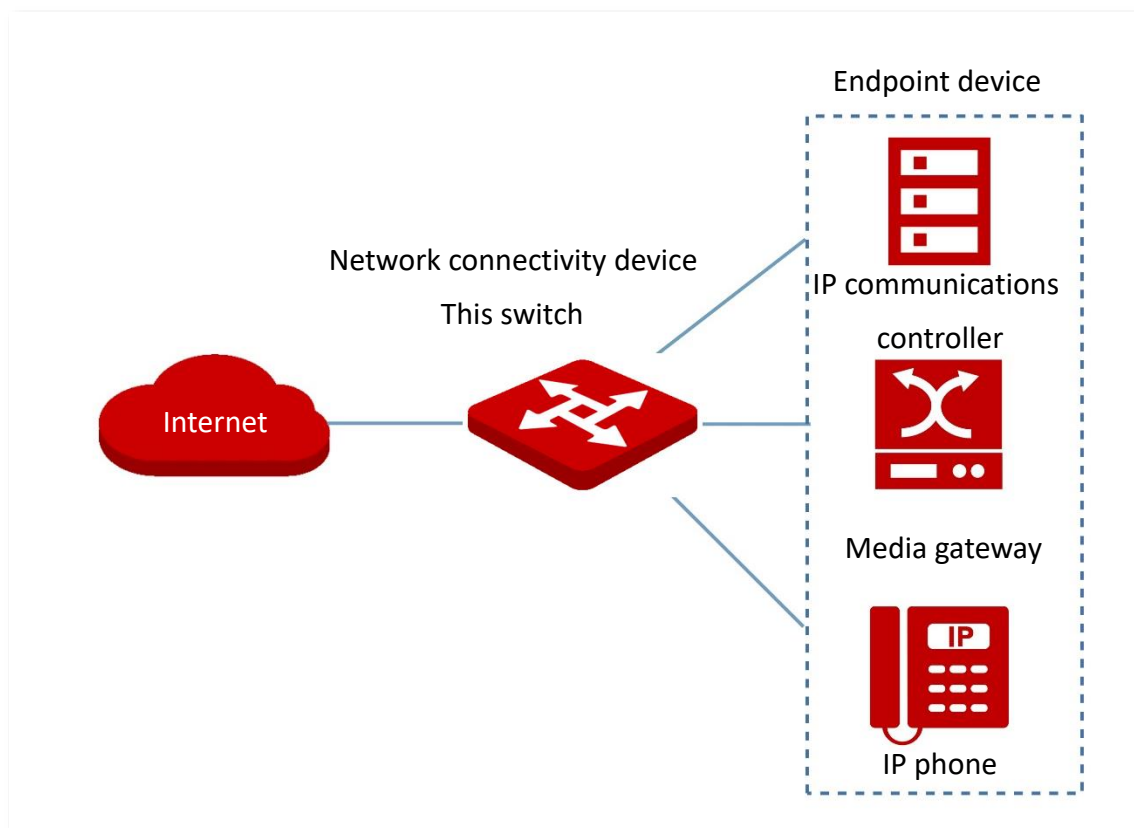 Endpoint device
Network connectivity device
This switch
IP communications
controller
Internet
Media gateway
IP
IP phone